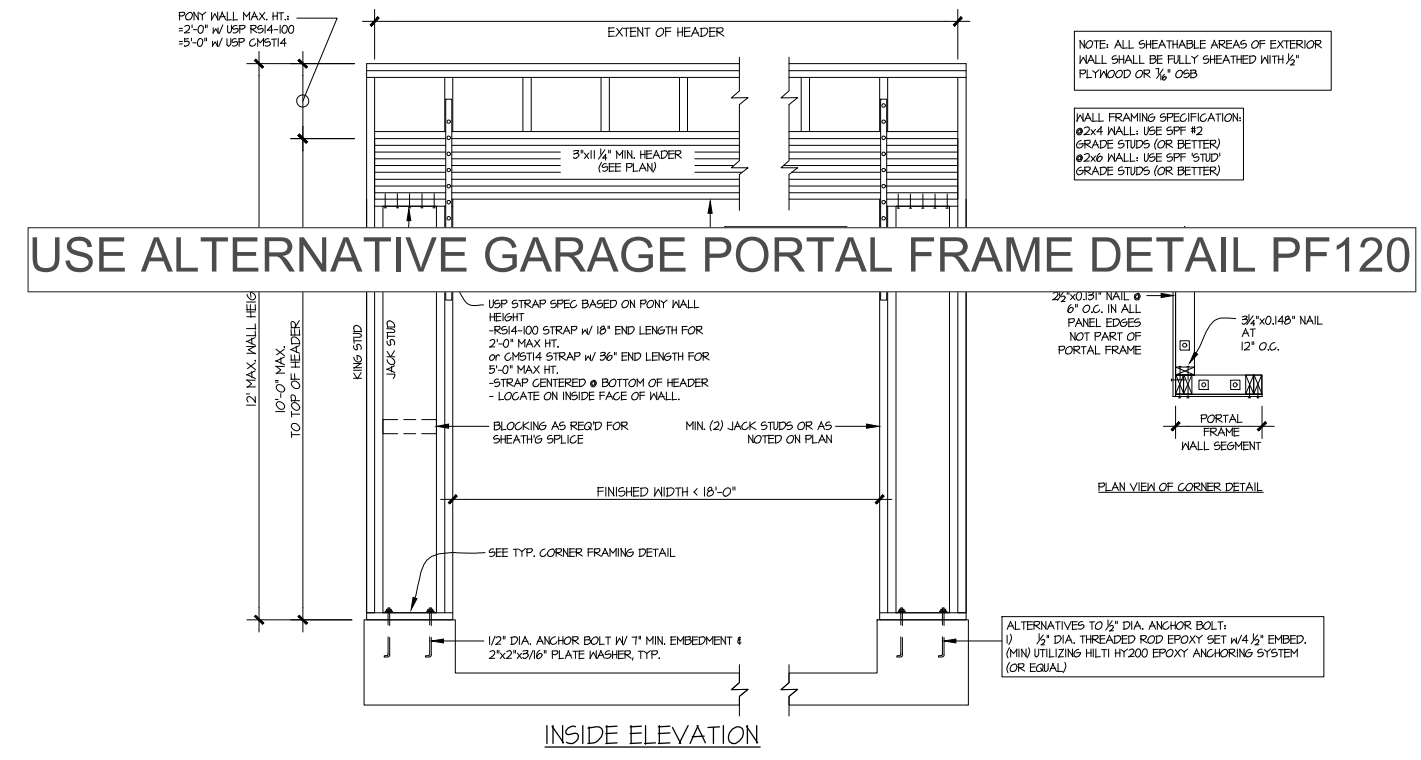 PONY WALL MAX. HT.:
=2'-0" W/ USP RS14-100
=5'-0" W/ USP CMST14
EXTENT OF HEADER
NOTE: ALL SHEATHABLE AREAS OF EXTERIOR
WALL SHALL BE FULLY SHEATHED WITH ½"
PLYWOOD OR 7/16" OSB
WALL FRAMING SPECIFICATION:
@2x4 WALL: USE SPF #2
GRADE STUDS (OR BETTER)
@2x6 WALL: USE SPF 'STUD'
GRADE STUDS (OR BETTER)
3"x11 ¼" MIN. HEADER
(SEE PLAN)
USE ALTERNATIVE GARAGE PORTAL FRAME DETAIL PF120
12' MAX. WALL HEIG
10'-0" MAX.
TO TOP OF HEADER
KING STUD
JACK STUD
USP STRAP SPEC BASED ON PONY WALL
HEIGHT
-RS14-100 STRAP W/ 18" END LENGTH FOR
2'-0" MAX HT.
or CMST14 STRAP W/ 36" END LENGTH FOR
5'-0" MAX HT.
-STRAP CENTERED @ BOTTOM OF HEADER
- LOCATE ON INSIDE FACE OF WALL.
BLOCKING AS REQ'D FOR
SHEATH'G SPLICE
MIN. (2) JACK STUDS OR AS
NOTED ON PLAN
2½"x0.131" NAIL @
6" O.C. IN ALL
PANEL EDGES
NOT PART OF
PORTAL FRAME
3¼"x0.148" NAIL
AT
12" O.C.
PORTAL
FRAME
WALL SEGMENT
PLAN VIEW OF CORNER DETAIL
FINISHED WIDTH < 18'-0"
SEE TYP. CORNER FRAMING DETAIL
1/2" DIA. ANCHOR BOLT W/ 7" MIN. EMBEDMENT &
2"x2"x3/16" PLATE WASHER, TYP.
ALTERNATIVES TO ½" DIA. ANCHOR BOLT:
1) ½" DIA. THREADED ROD EPOXY SET W/4 ½" EMBED.
(MIN) UTILIZING HILTI HY200 EPOXY ANCHORING SYSTEM
(OR EQUAL)
INSIDE ELEVATION